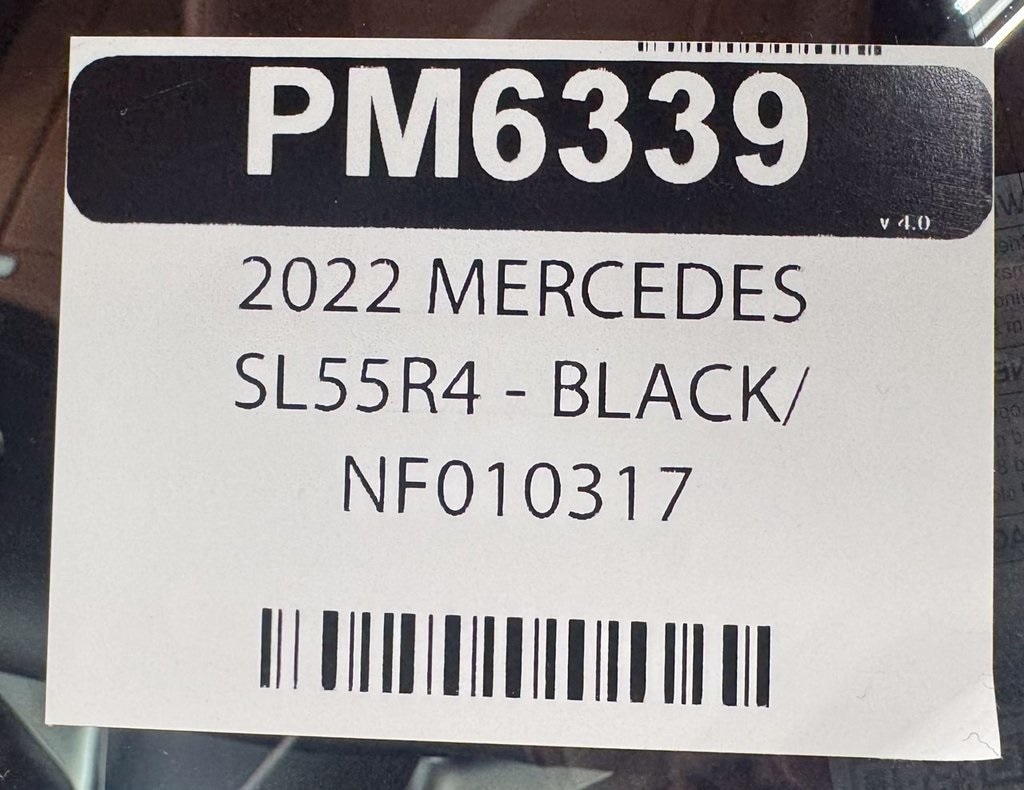 PM6339
v 4.0
2022 MERCEDES
SL55R4 - BLACK/
NF010317